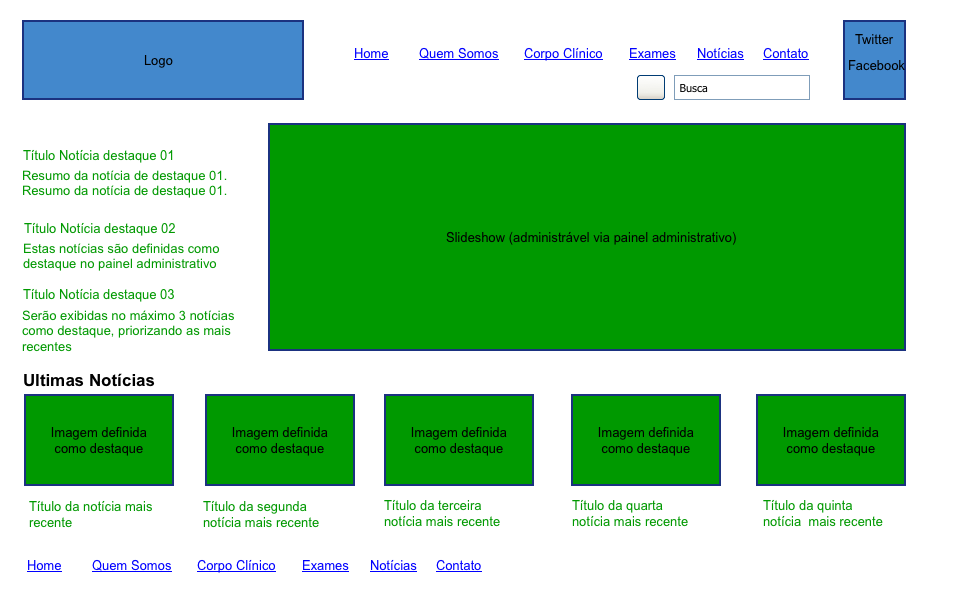 Logo
Home Quem Somos Corpo Clínico Exames Notícias Contato
Twitter
Facebook
Busca
Título Notícia destaque 01
Resumo da notícia de destaque 01.
Resumo da notícia de destaque 01.
Título Notícia destaque 02
Estas notícias são definidas como
destaque no painel administrativo
Título Notícia destaque 03
Serão exibidas no máximo 3 notícias
como destaque, priorizando as mais
recentes
Slideshow (administrável via painel administrativo)
Ultimas Notícias
Imagem definida
como destaque
Imagem definida
como destaque
Imagem definida
como destaque
Imagem definida
como destaque
Imagem definida
como destaque
Título da notícia mais
recente
Título da segunda
notícia mais recente
Título da terceira
notícia mais recente
Título da quarta
notícia mais recente
Título da quinta
notícia  mais recente
Home Quem Somos Corpo Clínico Exames Notícias Contato